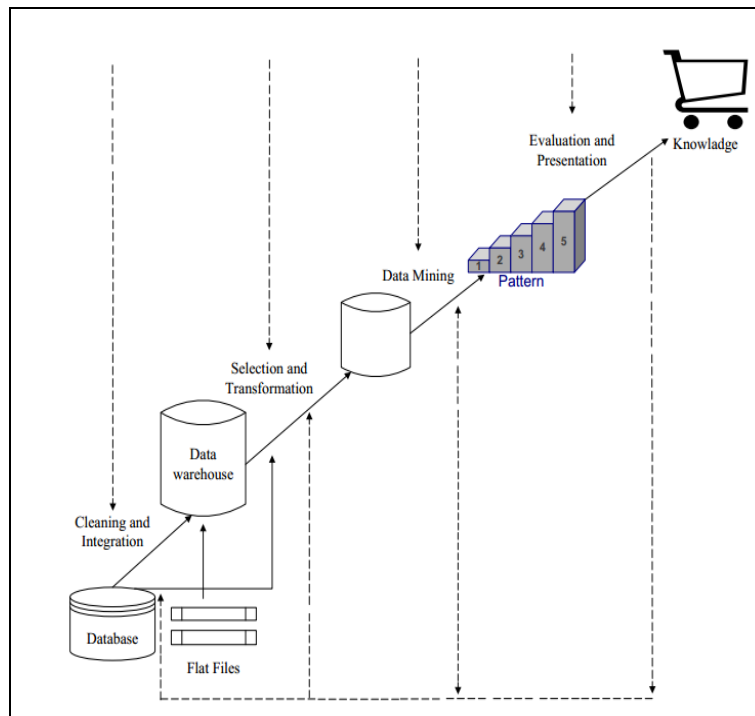 Evaluation and
Presentation
Knowladge
1
2
3
4
5
Pattern
Data Mining
Selection and
Transformation
Data
warehouse
Cleaning and
Integration
Database
Flat Files